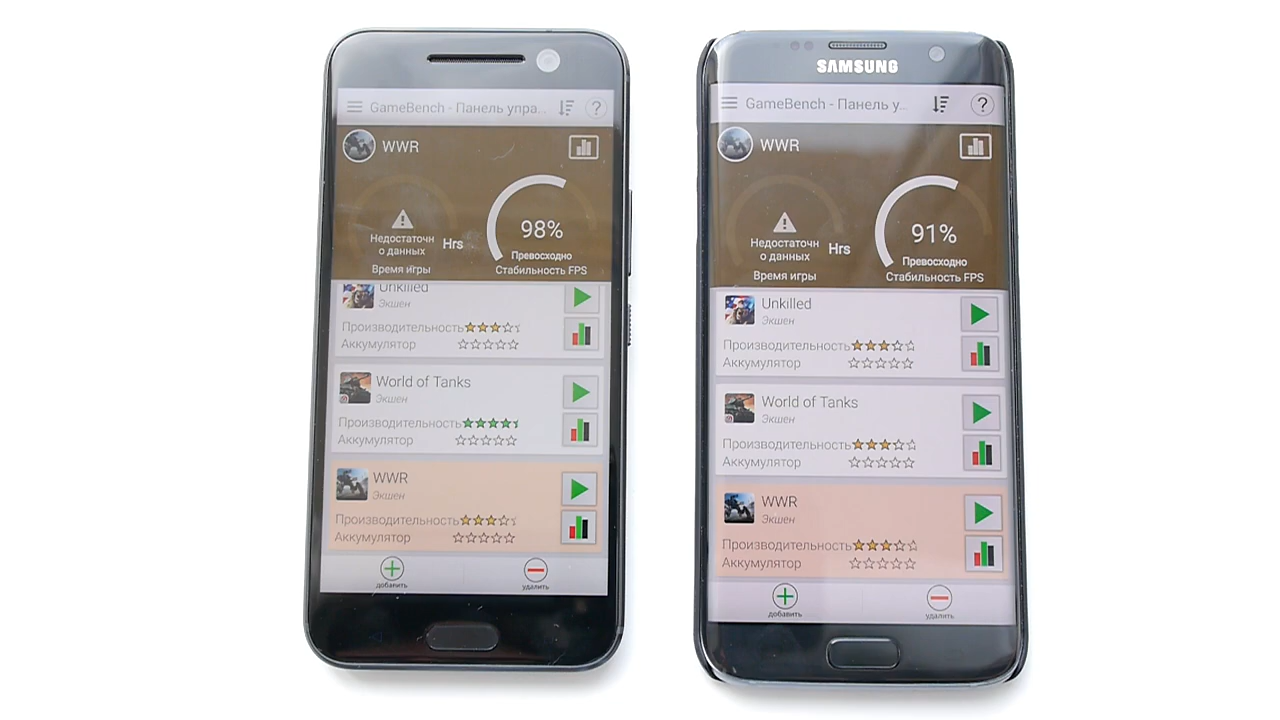 GameBench - Панель упра...
?
WWR
Недостаточн
о данных
Hrs
Время игры
98%
Превосходно
Стабильность FPS
Unkilled
Экшен
Производительность
Аккумулятор
World of Tanks
Экшен
Производительность
Аккумулятор
WWR
Экшен
Производительность
Аккумулятор
добавить
удалить
SAMSUNG
GameBench - Панель у...
?
WWR
Недостаточн
о данных
Hrs
Время игры
91%
Превосходно
Стабильность FPS
Unkilled
Экшен
Производительность
Аккумулятор
World of Tanks
Экшен
Производительность
Аккумулятор
WWR
Экшен
Производительность
Аккумулятор
добавить
удалить